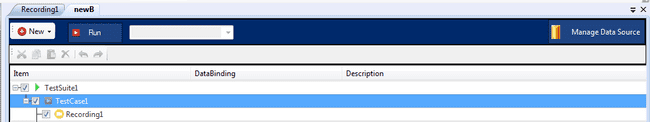 Recording1 newB
New Run Manage Data Source
Item DataBinding Description
TestSuite1
TestCase1
Recording1